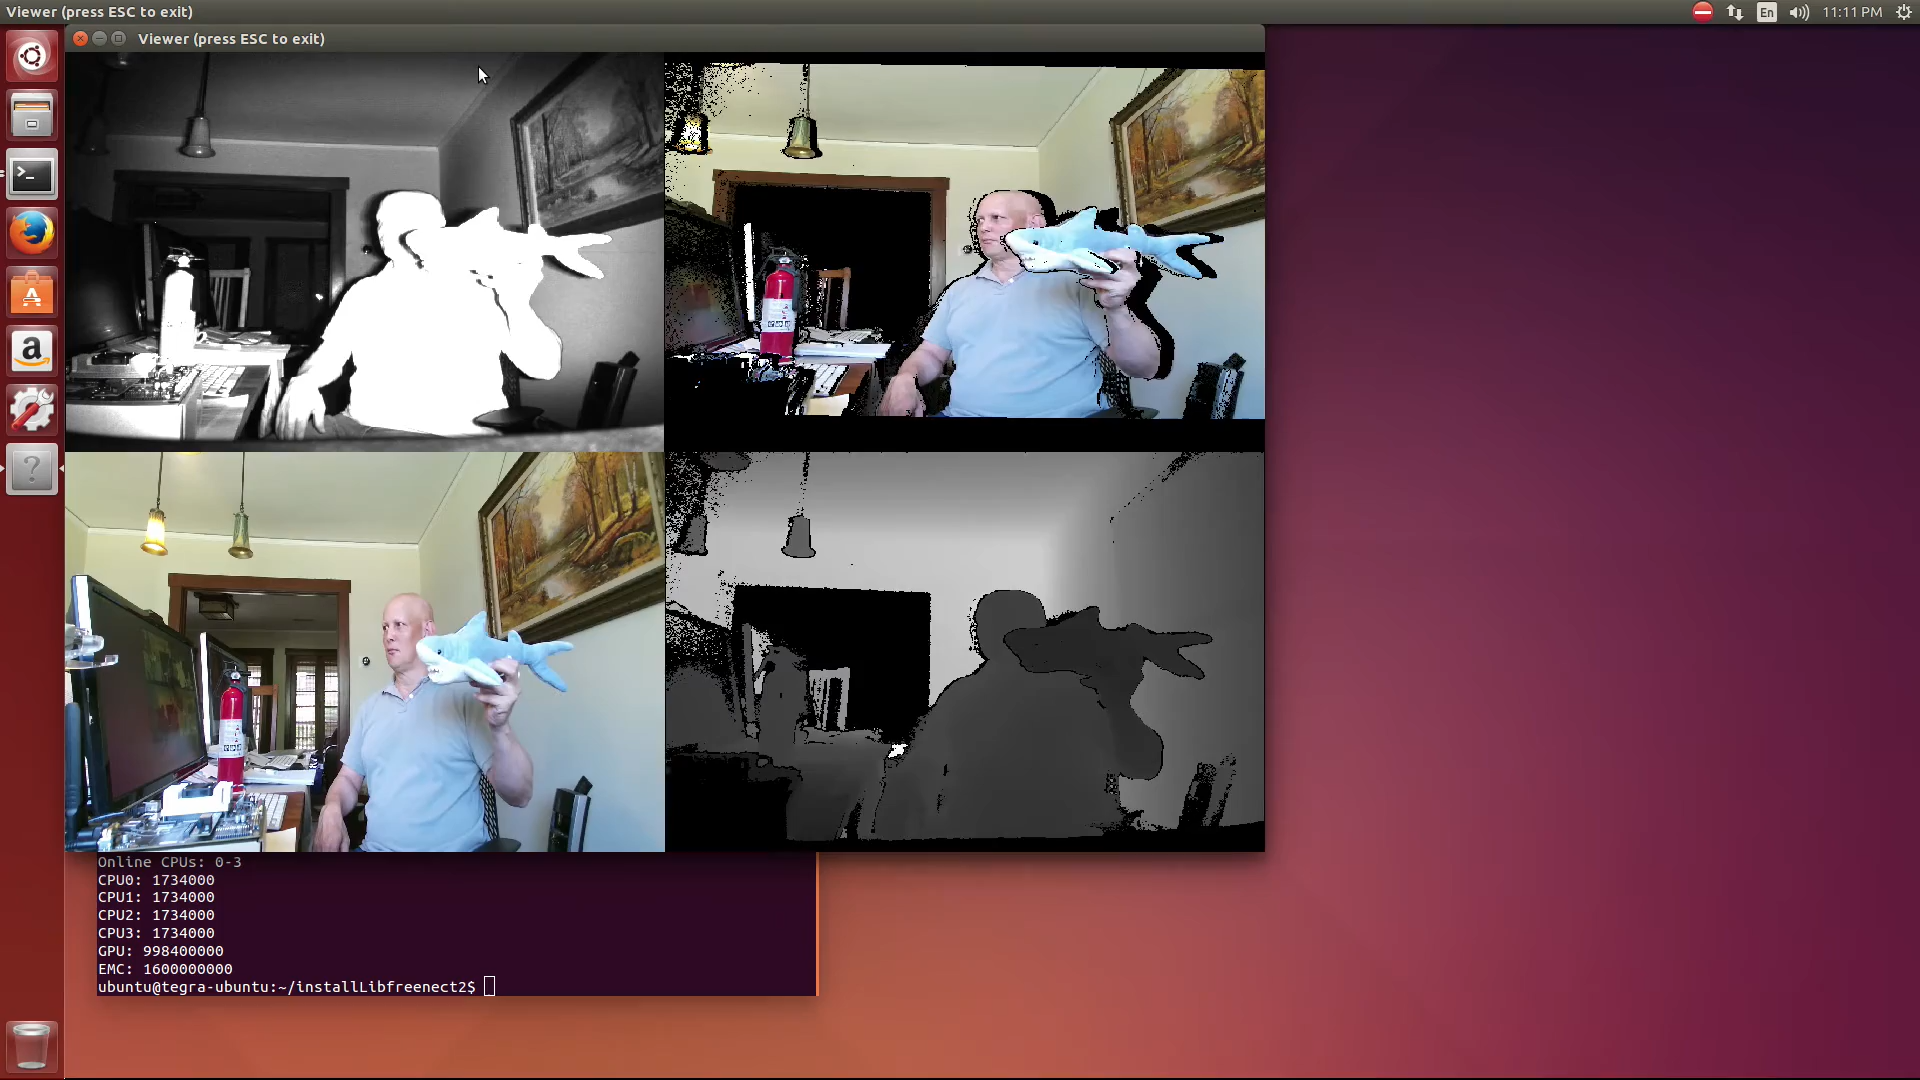 Viewer (press ESC to exit)
En
11:11 PM
Viewer (press ESC to exit)
Online CPUs: 0-3
CPU0: 1734000
CPU1: 1734000
CPU2: 1734000
CPU3: 1734000
GPU: 998400000
EMC: 1600000000
ubuntu@tegra-ubuntu:~/installLibfreenect2$